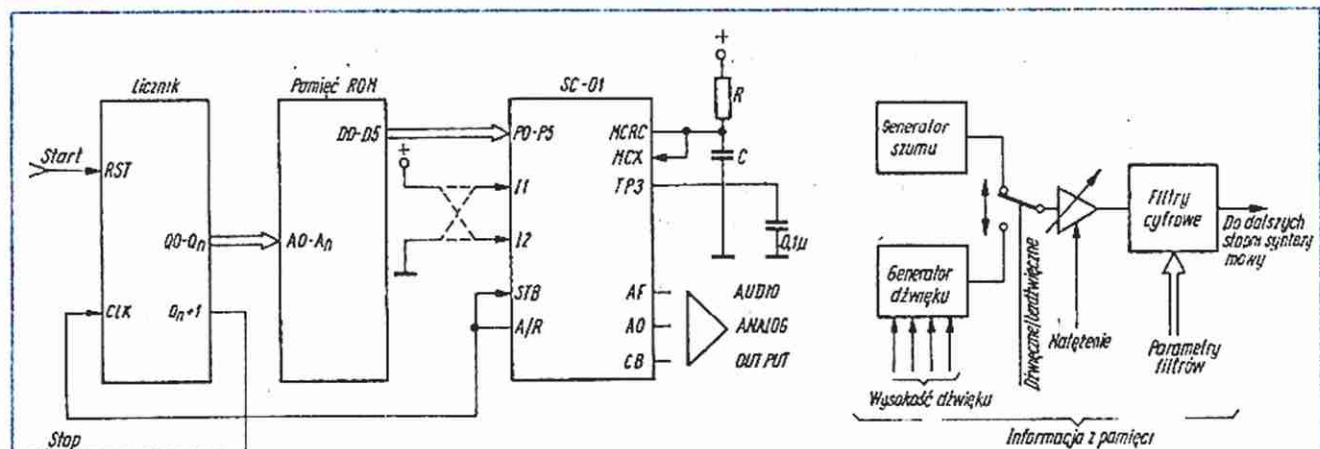 Licznik
Start
RST
Q0-Qn
CLK
Qn+1
Stop
Pamięć ROM
D0-D5
A0-An
+
SC-01
P0-P5
I1
I2
STB
A/R
MCRC
MCX
TP3
AF
AO
CB
+
R
C
0,1µ
AUDIO
ANALOG
OUTPUT
Generator
szumu
Generator
dźwięku
Wysokość dźwięku
Dźwięczne/bezdźwięczne
Natężenie
Filtry
cyfrowe
Parametry
filtrów
Do dalszych
stopni syntezy
mowy
Informacja z pamięci